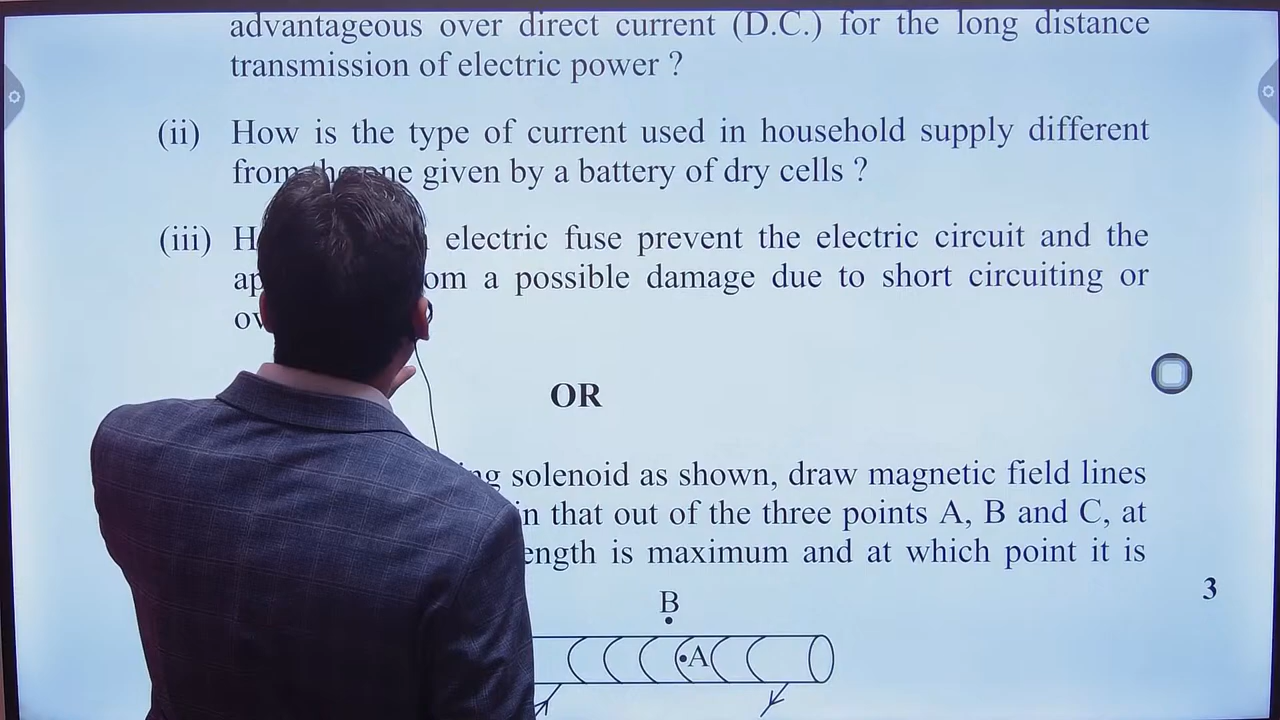 advantageous over direct current (D.C.) for the long distance
transmission of electric power ?
(ii) How is the type of current used in household supply different
from the one given by a battery of dry cells ?
(iii) electric fuse prevent the electric circuit and the
a possible damage due to short circuiting or
OR
solenoid as shown, draw magnetic field lines
that out of the three points A, B and C, at
is maximum and at which point it is
3
B
A